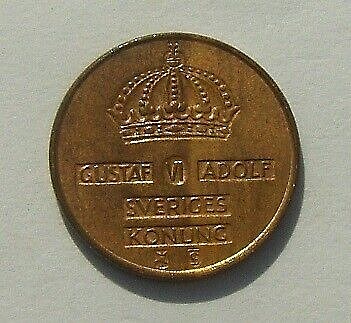 GUSTAF VI ADOLF
SVERIGES
KONUNG